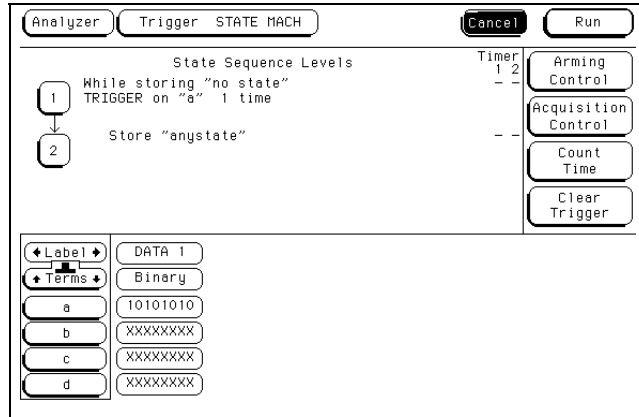 Analyzer Trigger STATE MACH Cancel Run
State Sequence Levels
Timer
1 2
While storing "no state"
1 TRIGGER on "a" 1 time
- -
2 Store "anystate"
- -
Arming
Control
Acquisition
Control
Count
Time
Clear
Trigger
Label DATA 1
Terms Binary
a 10101010
b XXXXXXXX
c XXXXXXXX
d XXXXXXXX